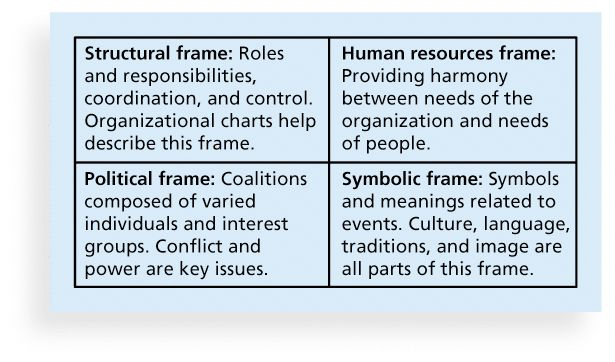 Structural frame: Roles
and responsibilities,
coordination, and control.
Organizational charts help
describe this frame.
Human resources frame:
Providing harmony
between needs of the
organization and needs
of people.
Political frame: Coalitions
composed of varied
individuals and interest
groups. Conflict and
power are key issues.
Symbolic frame: Symbols
and meanings related to
events. Culture, language,
traditions, and image are
all parts of this frame.